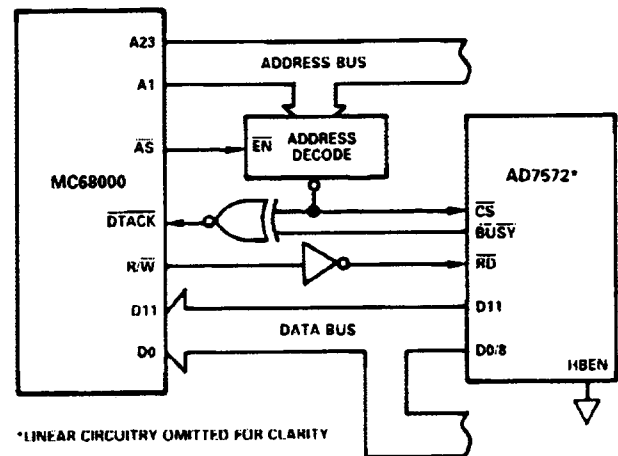 A23
ADDRESS BUS
A1
AS
EN
ADDRESS
DECODE
MC68000
AD7572*
DTACK
CS
BUSY
R/W
RD
D11
D11
DATA BUS
D0
D0/8
HBEN
*LINEAR CIRCUITRY OMITTED FOR CLARITY